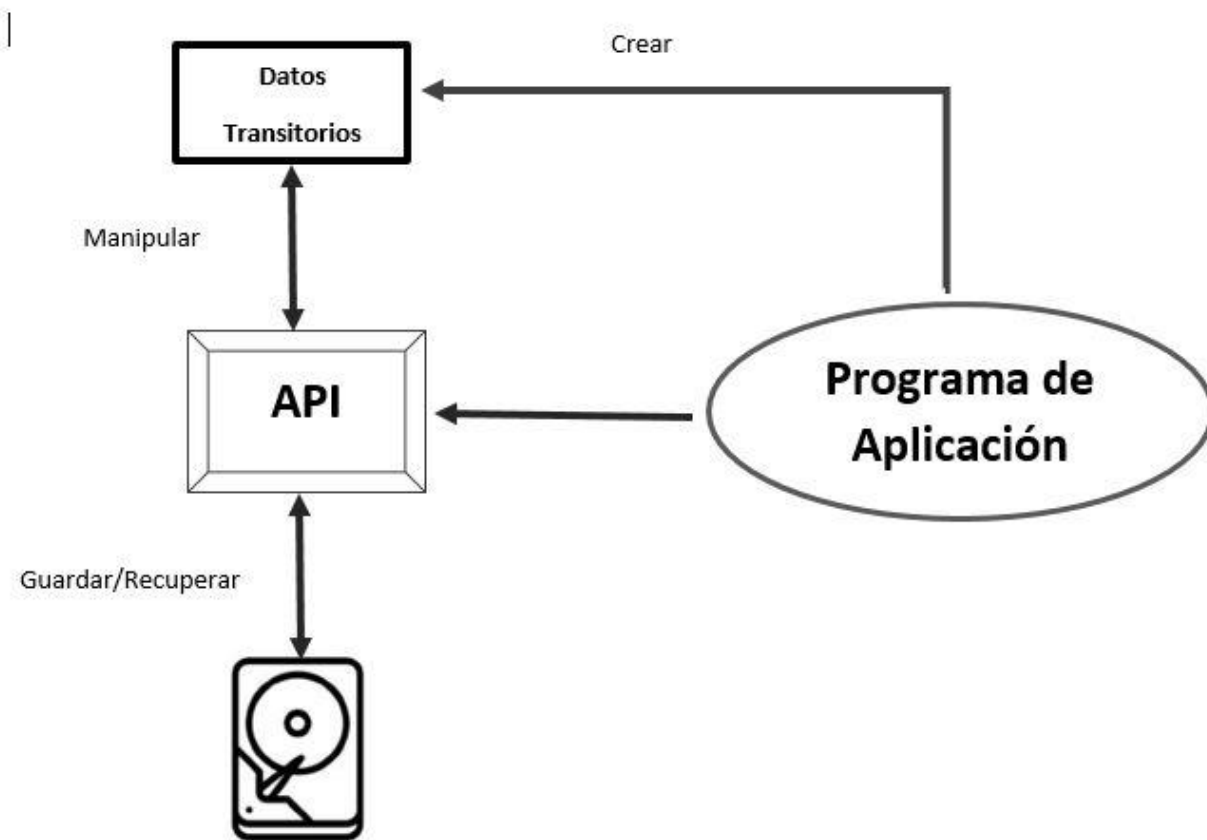 Crear
Datos
Transitorios
Manipular
API
Programa de
Aplicación
Guardar/Recuperar